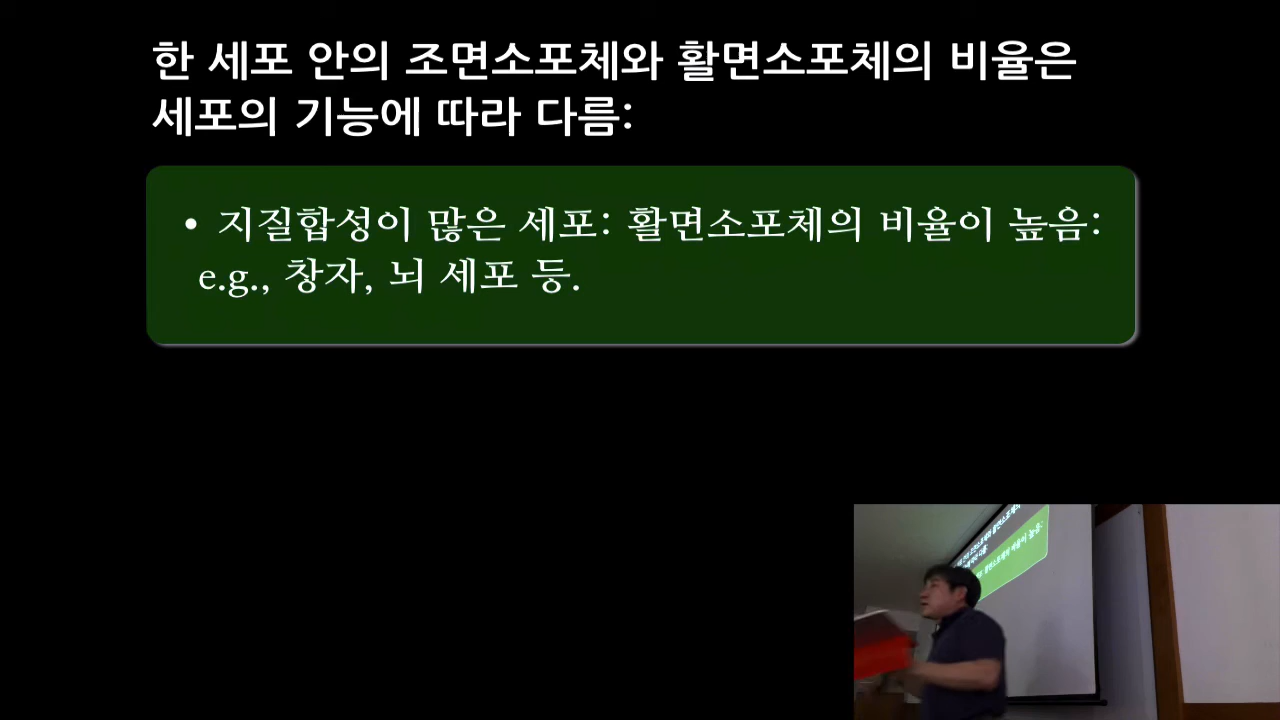 한 세포 안의 조면소포체와 활면소포체의 비율은
세포의 기능에 따라 다름:
• 지질합성이 많은 세포: 활면소포체의 비율이 높음:
e.g., 창자, 뇌 세포 등.